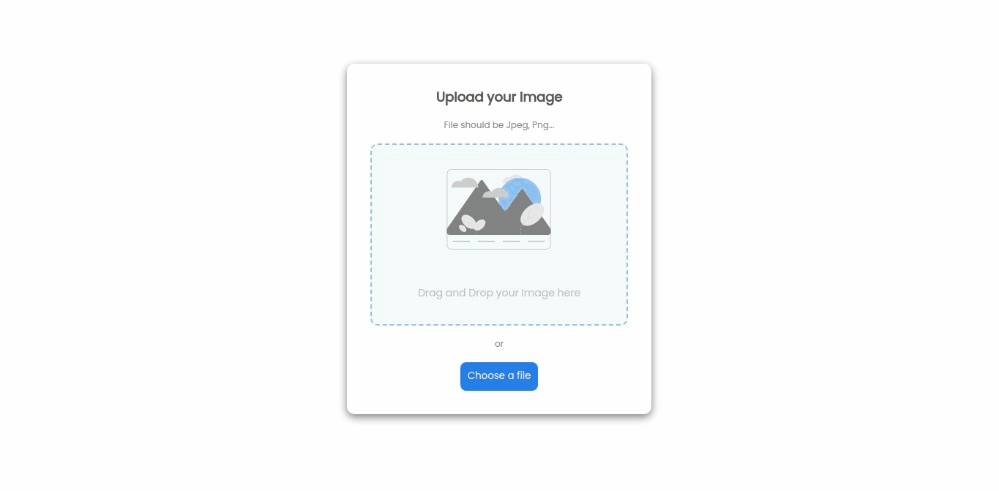 Upload your Image
File should be Jpeg, Png...
Drag and Drop your Image here
or
Choose a file